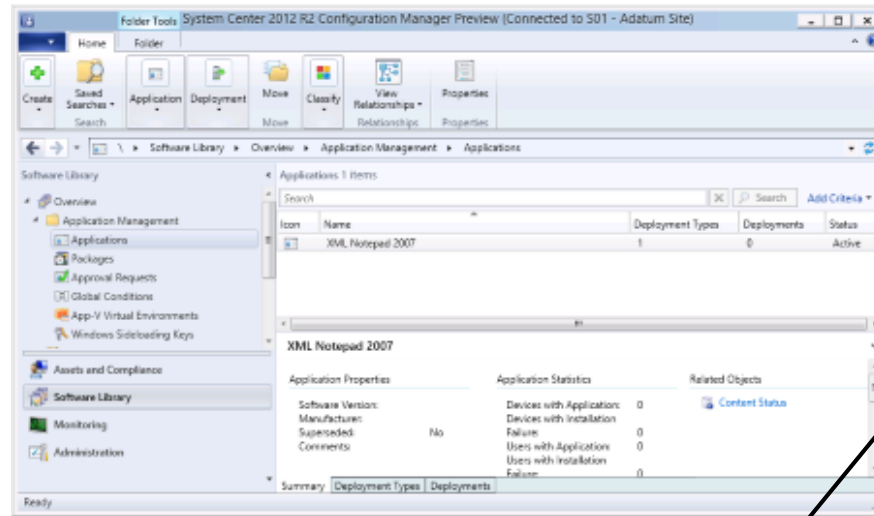 Folder Tools System Center 2012 R2 Configuration Manager Preview (Connected to S01 - Adatum Site)
Home Folder
Create Saved Searches Application Deployment Move Classify View Relationships Properties
Search Move Relationships Properties
\ Software Library Overview Application Management Applications
Software Library
Overview
Application Management
Applications
Packages
Approval Requests
Global Conditions
App-V Virtual Environments
Windows Sideloading Keys
Assets and Compliance
Software Library
Monitoring
Administration
Applications 1 items
Search Search Add Criteria
Icon Name Deployment Types Deployments Status
XML Notepad 2007 1 0 Active
XML Notepad 2007
Application Properties
Software Version:
Manufacturer:
Superseded: No
Comments:
Application Statistics
Devices with Application: 0
Devices with Installation
Failure: 0
Users with Application: 0
Users with Installation
Failure: 0
Related Objects
Content Status
Summary Deployment Types Deployments
Ready